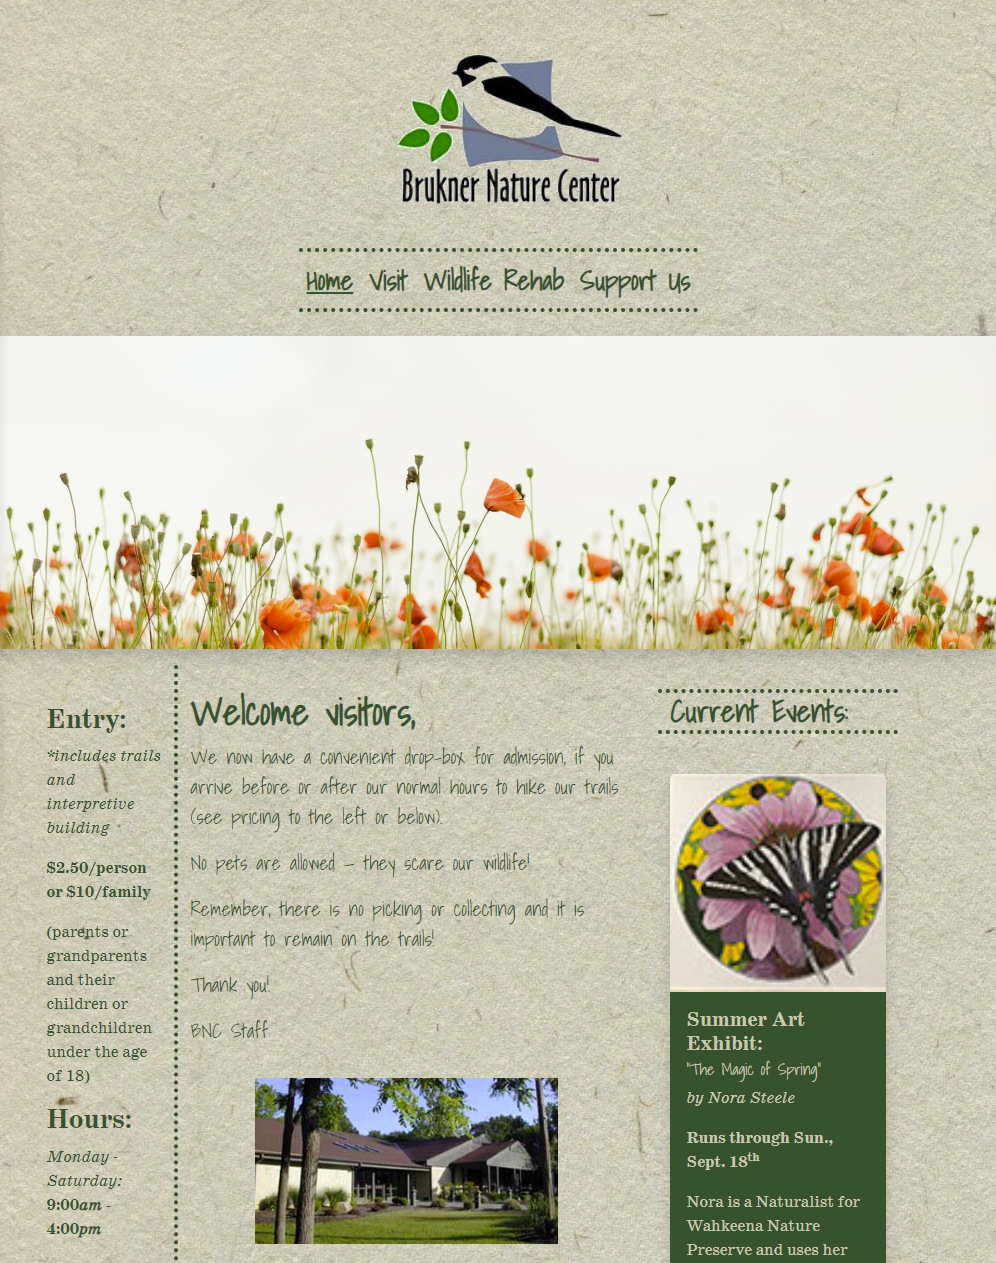 Brukner Nature Center
Home Visit Wildlife Rehab Support Us
Entry:
*includes trails
and
interpretive
building
$2.50/person
or $10/family
(parents or
grandparents
and their
children or
grandchildren
under the age
of 18)
Hours:
Monday -
Saturday:
9:00am -
4:00pm
Welcome visitors,
We now have a convenient drop-box for admission, if you
arrive before or after our normal hours to hike our trails
(see pricing to the left or below).
No pets are allowed – they scare our wildlife!
Remember, there is no picking or collecting and it is
important to remain on the trails!
Thank you!
BNC Staff
Current Events:
Summer Art
Exhibit:
"The Magic of Spring"
by Nora Steele
Runs through Sun.,
Sept. 18th
Nora is a Naturalist for
Wahkeena Nature
Preserve and uses her